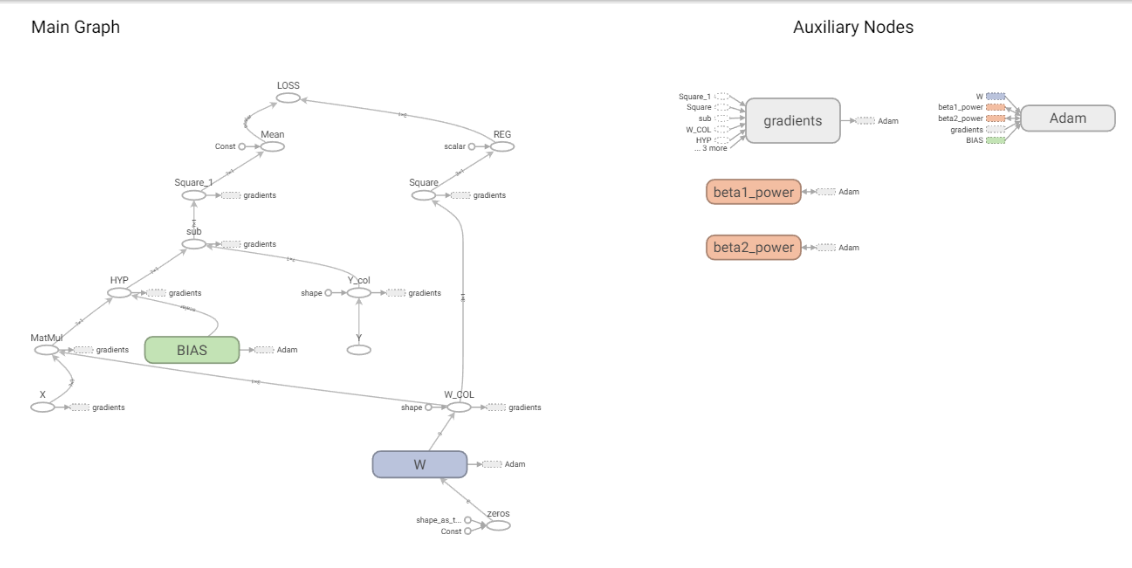 Main Graph
Auxiliary Nodes
LOSS
Mean
Const
REG
scalar
Square_1
gradients
Square
gradients
sub
gradients
HYP
gradients
Y_col
shape
gradients
MatMul
gradients
BIAS
Adam
Y
X
gradients
W_COL
shape
gradients
W
Adam
zeros
shape_as_t...
Const
Square_1
Square
sub
W_COL
HYP
... 3 more
gradients
Adam
W
beta1_power
beta2_power
gradients
BIAS
Adam
beta1_power
Adam
beta2_power
Adam